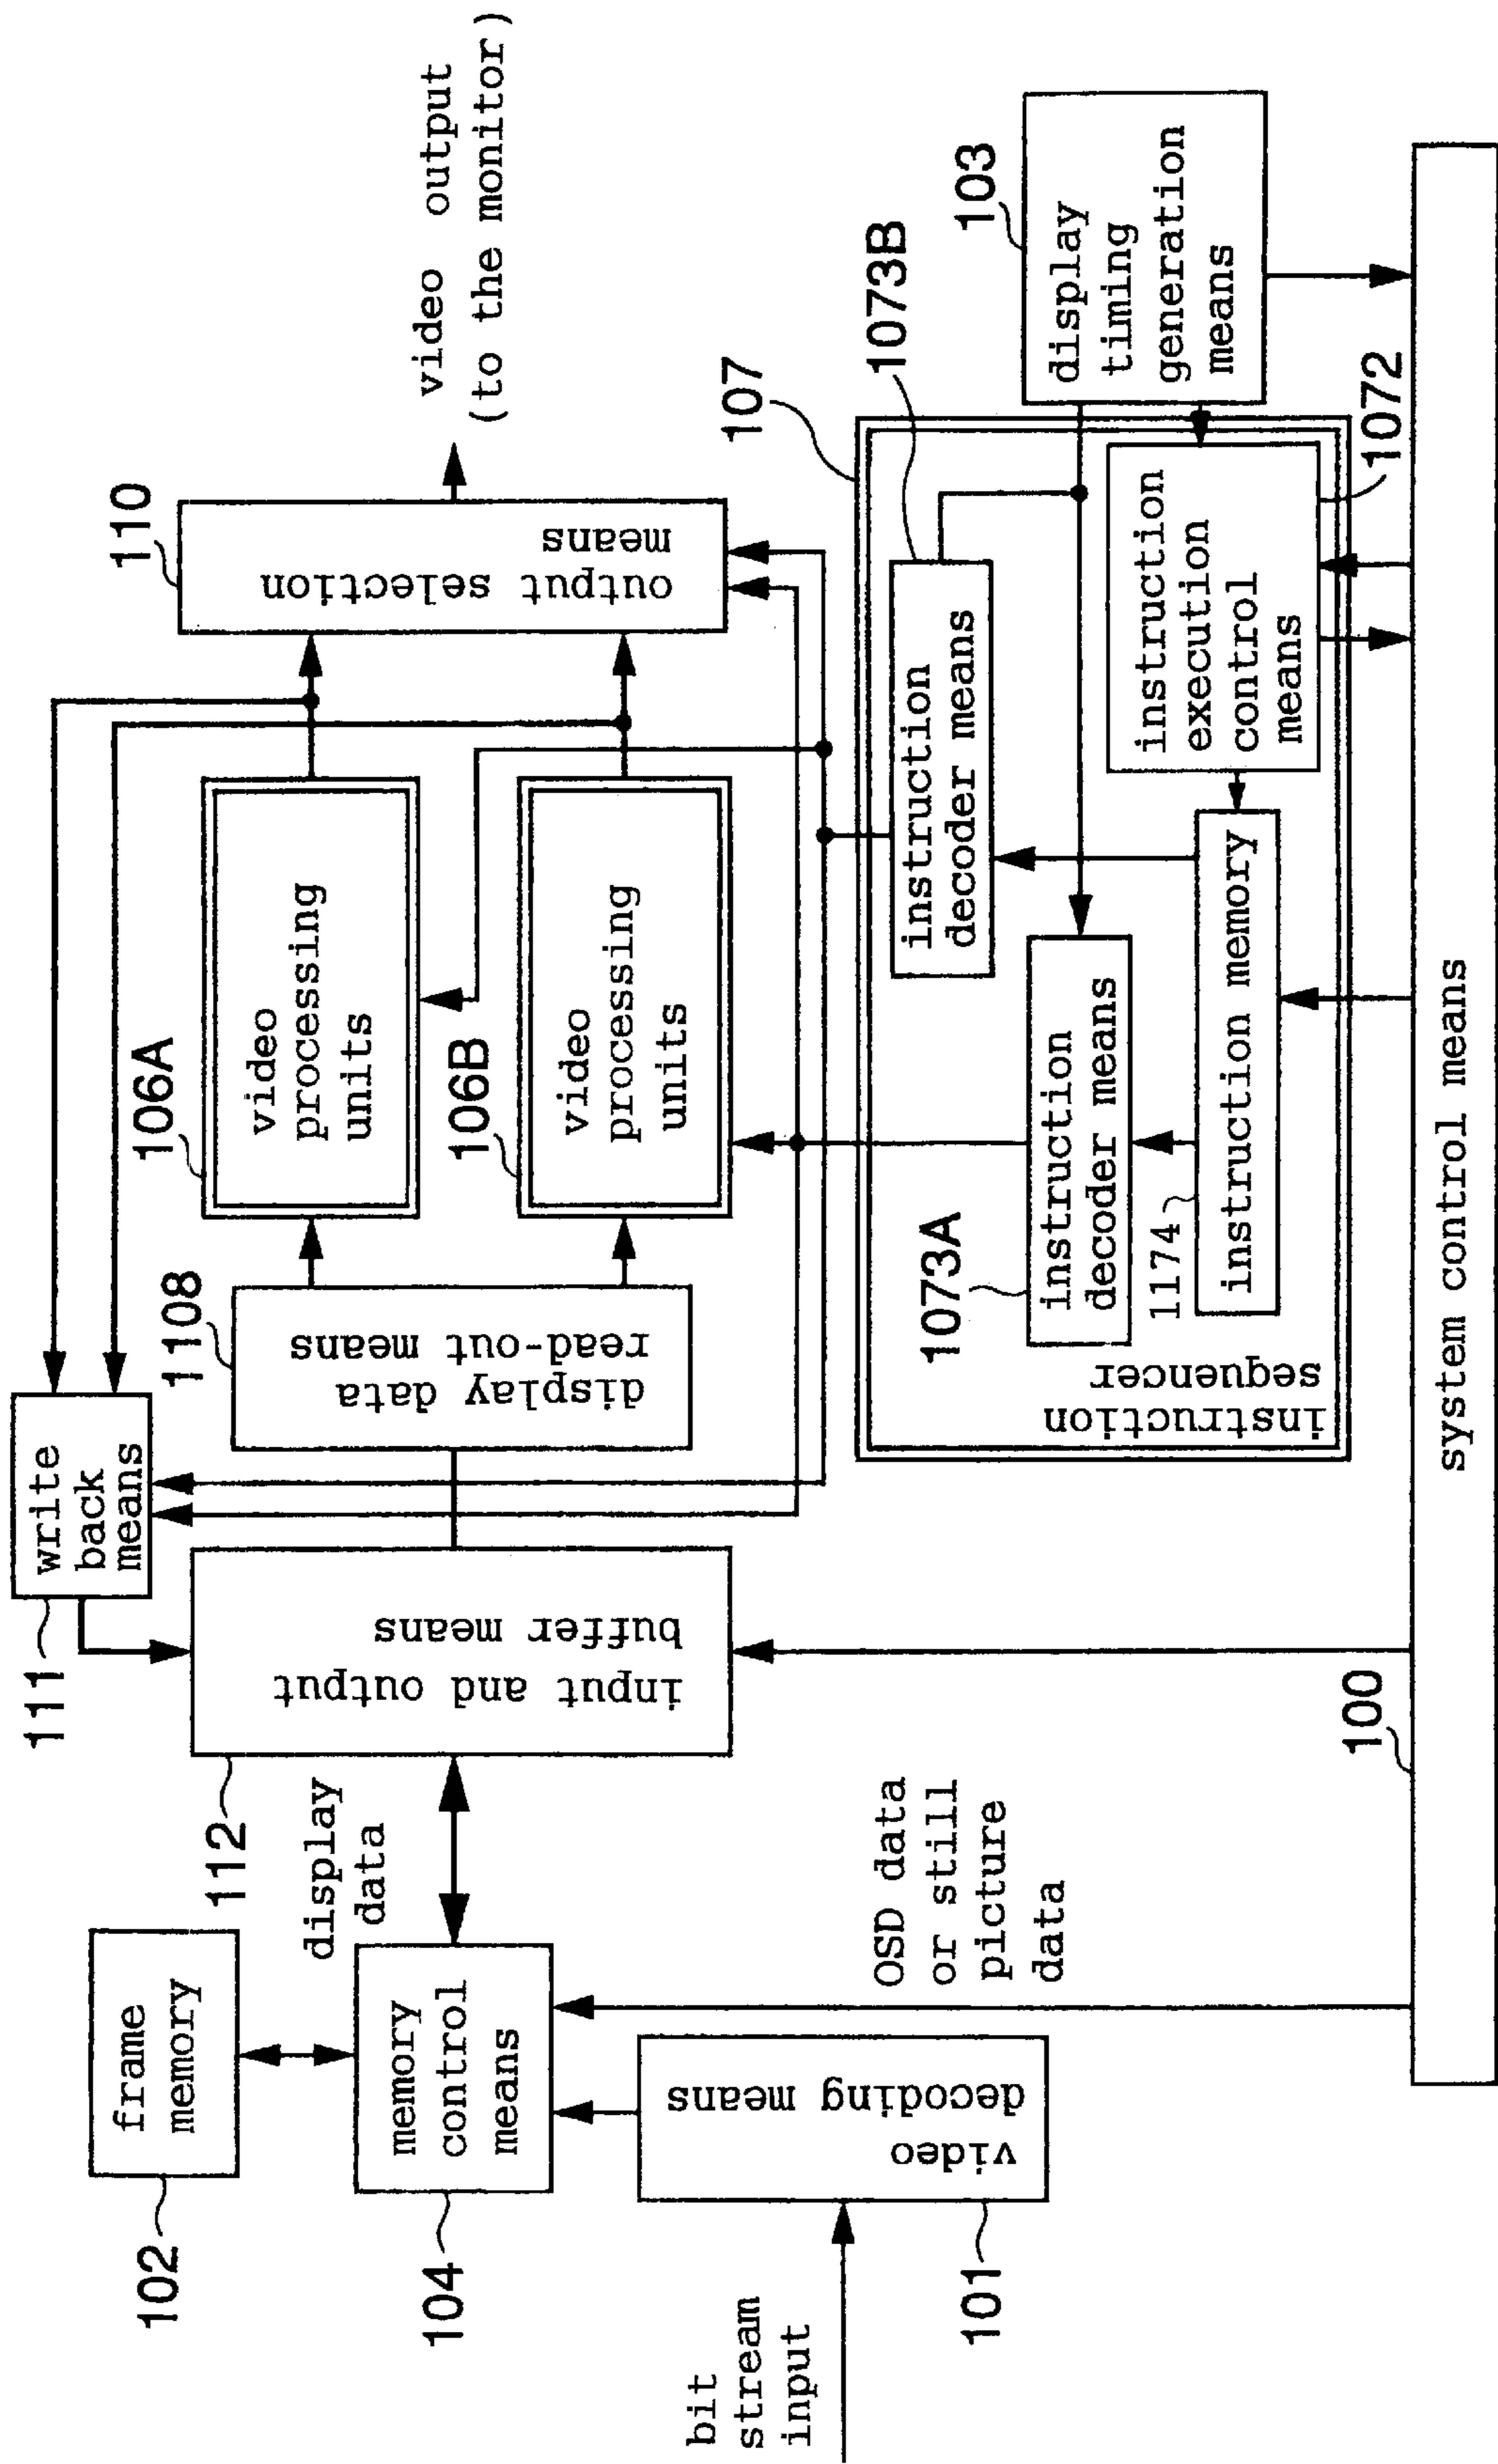 102
frame
memory
104
memory
control
means
bit
stream
input
101
video
decoding means
display
data
OSD data
or still
picture
data
112
input and output
buffer means
111
write
back
means
1108
display data
read-out means
106A
video
processing
units
106B
video
processing
units
110
output selection
means
video output
(to the monitor)
107
instruction
sequencer
1073A
instruction
decoder means
1073B
instruction
decoder means
1174
instruction memory
1072
instruction
execution
control
means
103
display
timing
generation
means
100
system control means